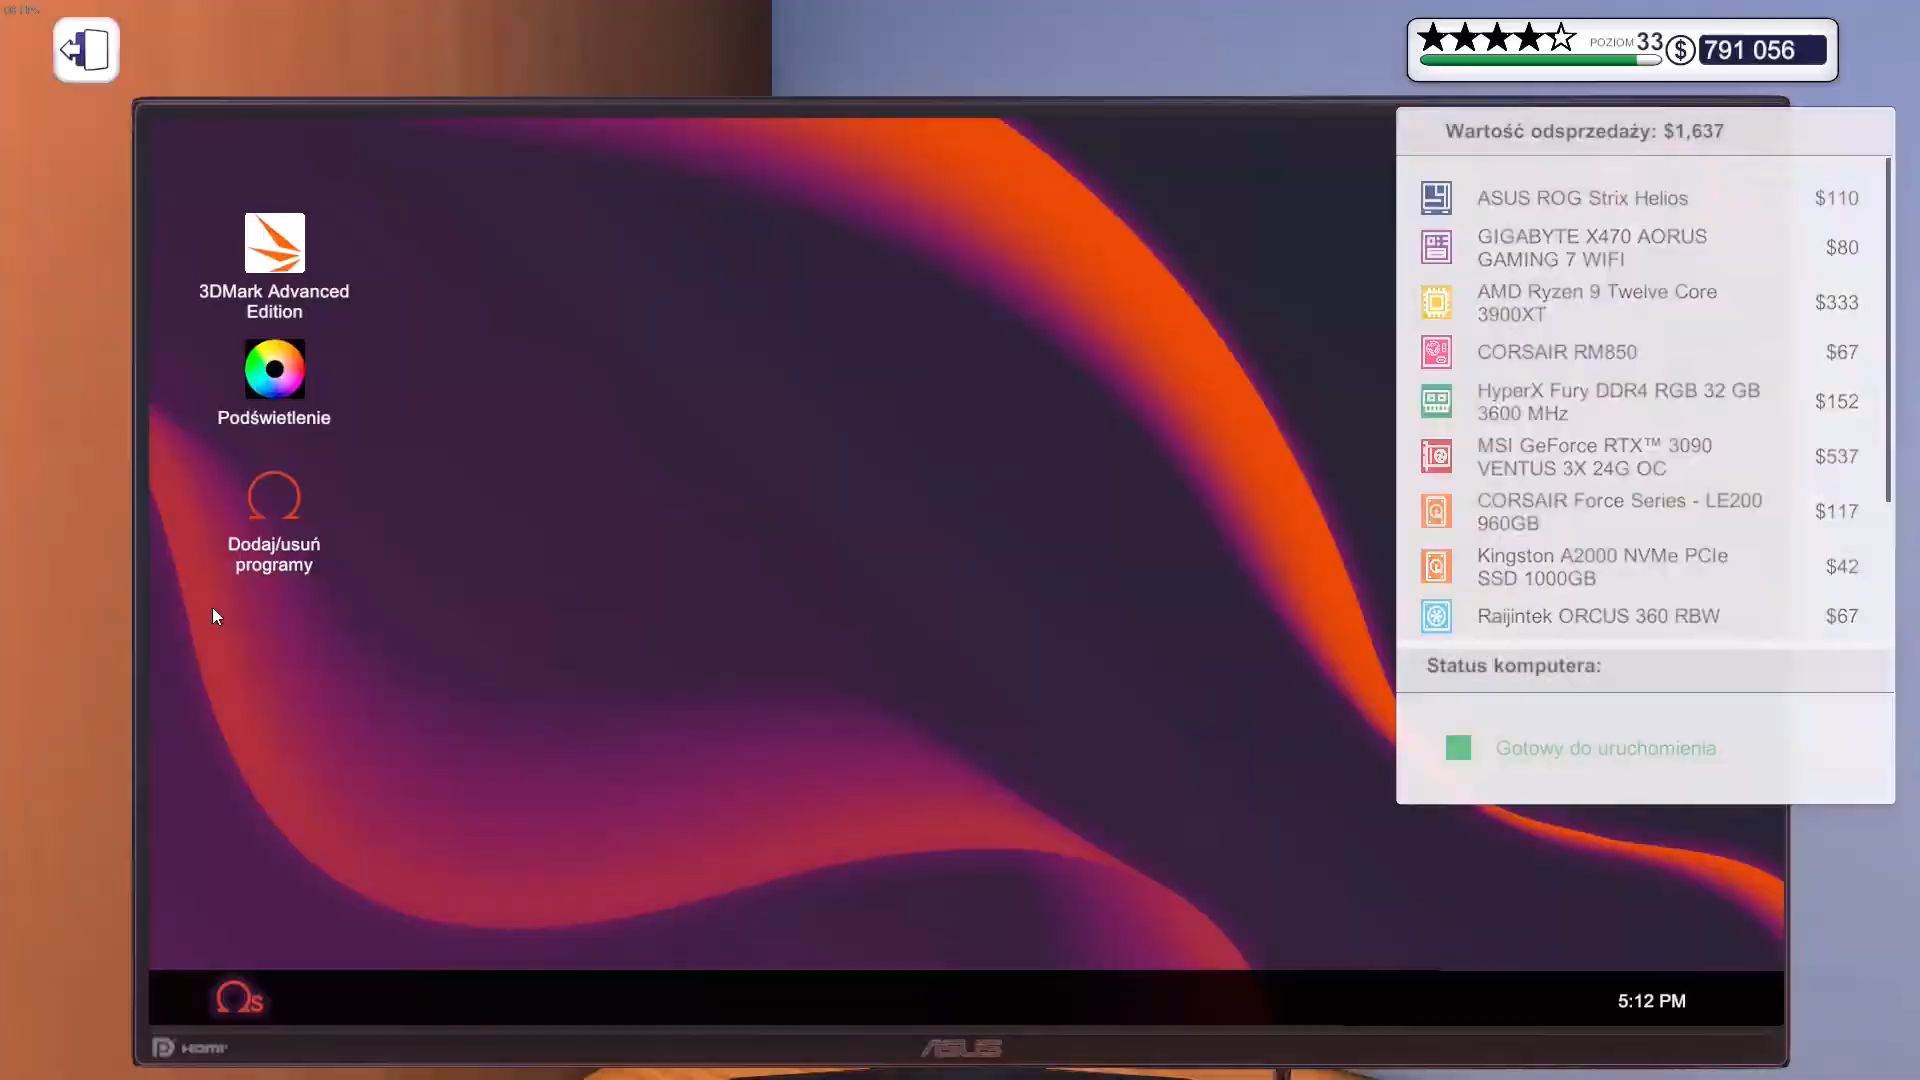 POZIOM 33
$ 791 056
Wartość odsprzedaży: $1,637
ASUS ROG Strix Helios $110
GIGABYTE X470 AORUS
GAMING 7 WIFI $80
AMD Ryzen 9 Twelve Core
3900XT $333
CORSAIR RM850 $67
HyperX Fury DDR4 RGB 32 GB
3600 MHz $152
MSI GeForce RTX™ 3090
VENTUS 3X 24G OC $537
CORSAIR Force Series - LE200
960GB $117
Kingston A2000 NVMe PCIe
SSD 1000GB $42
Raijintek ORCUS 360 RBW $67
Status komputera:
Gotowy do uruchomienia
3DMark Advanced
Edition
Podświetlenie
Dodaj/usuń
programy
Ωs
5:12 PM
HDMI
ASUS